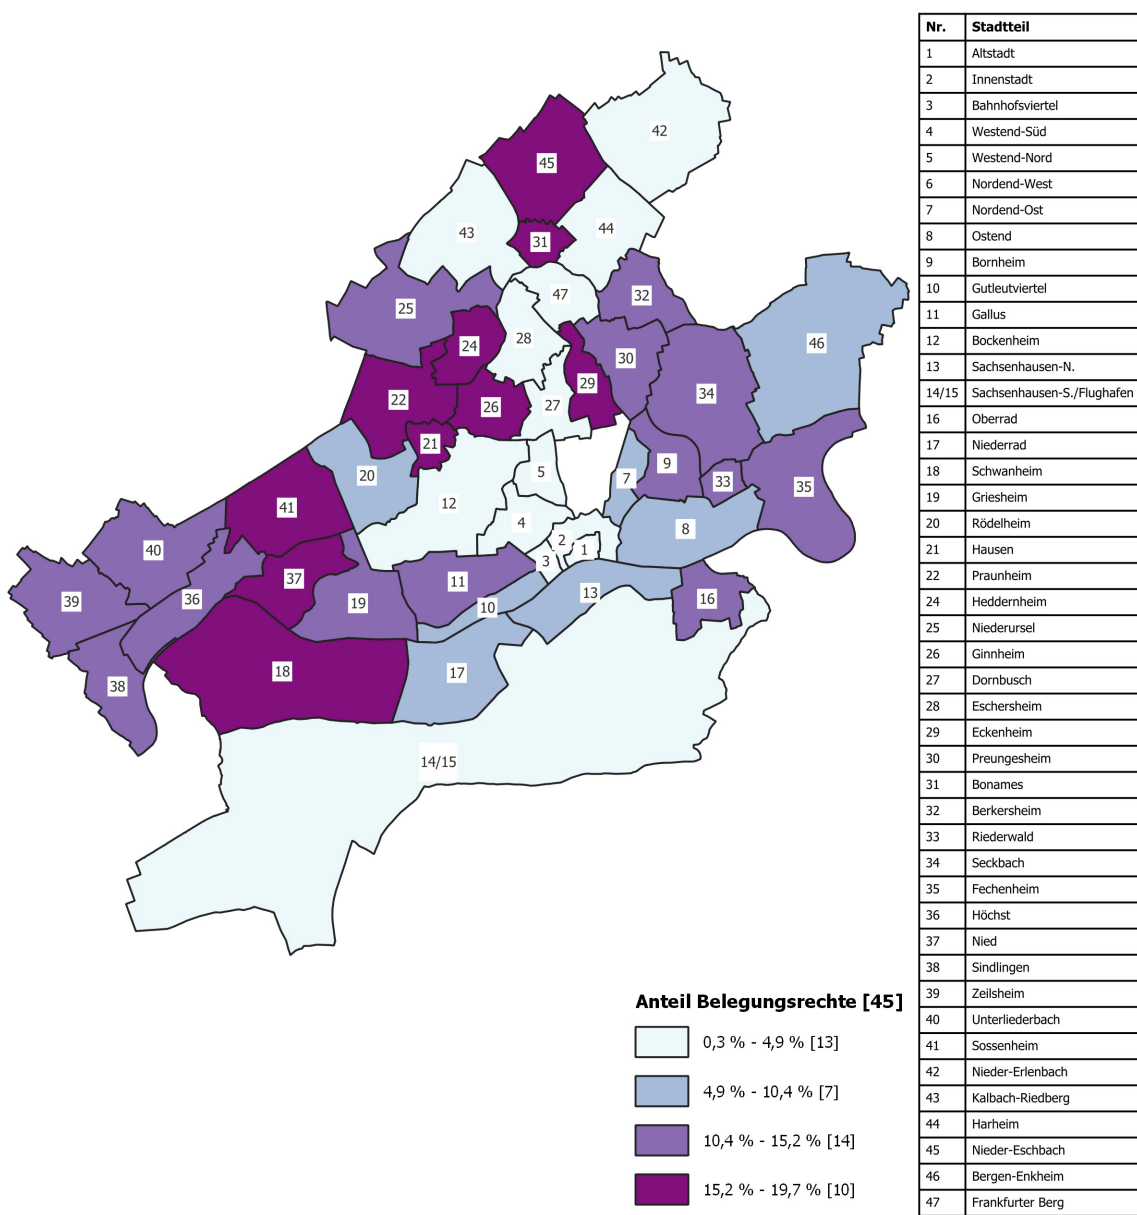 Nr. Stadtteil
1 Altstadt
2 Innenstadt
3 Bahnhofsviertel
4 Westend-Süd
5 Westend-Nord
6 Nordend-West
7 Nordend-Ost
8 Ostend
9 Bornheim
10 Gutleutviertel
11 Gallus
12 Bockenheim
13 Sachsenhausen-N.
14/15 Sachsenhausen-S./Flughafen
16 Oberrad
17 Niederrad
18 Schwanheim
19 Griesheim
20 Rödelheim
21 Hausen
22 Praunheim
24 Heddernheim
25 Niederursel
26 Ginnheim
27 Dornbusch
28 Eschersheim
29 Eckenheim
30 Preungesheim
31 Bonames
32 Berkersheim
33 Riederwald
34 Seckbach
35 Fechenheim
36 Höchst
37 Nied
38 Sindlingen
39 Zeilsheim
40 Unterliederbach
41 Sossenheim
42 Nieder-Erlenbach
43 Kalbach-Riedberg
44 Harheim
45 Nieder-Eschbach
46 Bergen-Enkheim
47 Frankfurter Berg
42
45
43
44
31
47
32
25
28
24
46
30
29
34
22
26
27
21
20
5
9
7
33
35
12
41
4
8
40
2
1
3
37
11
13
39
36
19
10
16
18
17
38
14/15
Anteil Belegungsrechte [45]
0,3 % - 4,9 % [13]
4,9 % - 10,4 % [7]
10,4 % - 15,2 % [14]
15,2 % - 19,7 % [10]